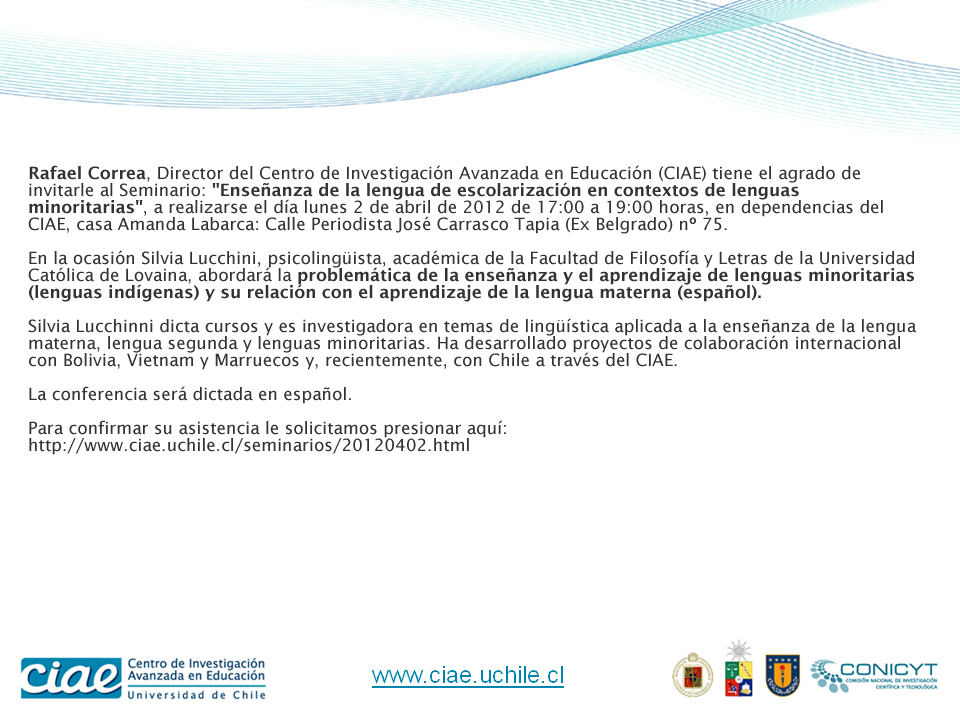 Rafael Correa, Director del Centro de Investigación Avanzada en Educación (CIAE) tiene el agrado de
invitarle al Seminario: "Enseñanza de la lengua de escolarización en contextos de lenguas
minoritarias", a realizarse el día lunes 2 de abril de 2012 de 17:00 a 19:00 horas, en dependencias del
CIAE, casa Amanda Labarca: Calle Periodista José Carrasco Tapia (Ex Belgrado) nº 75.
En la ocasión Silvia Lucchini, psicolingüista, académica de la Facultad de Filosofía y Letras de la Universidad
Católica de Lovaina, abordará la problemática de la enseñanza y el aprendizaje de lenguas minoritarias
(lenguas indígenas) y su relación con el aprendizaje de la lengua materna (español).
Silvia Lucchinni dicta cursos y es investigadora en temas de lingüística aplicada a la enseñanza de la lengua
materna, lengua segunda y lenguas minoritarias. Ha desarrollado proyectos de colaboración internacional
con Bolivia, Vietnam y Marruecos y, recientemente, con Chile a través del CIAE.
La conferencia será dictada en español.
Para confirmar su asistencia le solicitamos presionar aquí:
http://www.ciae.uchile.cl/seminarios/20120402.html
ciae
Centro de Investigación
Avanzada en Educación
Universidad de Chile
www.ciae.uchile.cl
CONICYT
COMISIÓN NACIONAL DE INVESTIGACIÓN
CIENTÍFICA Y TECNOLÓGICA